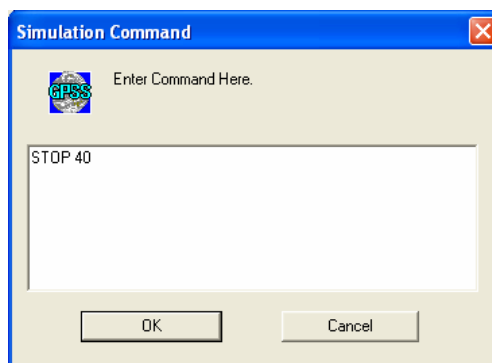 Simulation Command
GPSS
Enter Command Here.
STOP 40
OK
Cancel